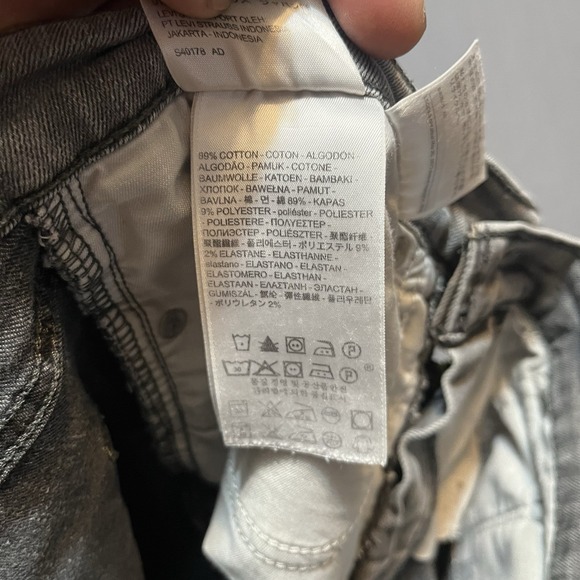 PT LEVI STRAUSS INDONESIA
JAKARTA - INDONESIA
S40178 AD
89% COTTON - COTON - ALGODÓN
ALGODÃO - PAMUK - COTONE
BAUMWOLLE - KATOEN - BAMBAKI
ХЛОПОК - BAWEŁNA - PAMUT -
BAVLNA - 棉 - 면 - 綿 89% - KAPAS
9% POLYESTER - poliéster - POLIESTER
- POLIESTERE - POLYESTER -
ПОЛИЭСТЕР - POLIÉSZTER - 聚酯纖維
- 聚酯纤维 - 폴리에스터 - ポリエステル 9%
2% ELASTANE - ELASTHANNE -
elastano - ELASTANO - ELASTAN -
ELASTOMERO - ELASTHAN -
ELASTAAN - ELASTANNH - ЭЛАСТАН -
GUMISZÁL - 氨纶 - 彈性纖維 - 폴리우레탄 -
ポリウレタン 2%